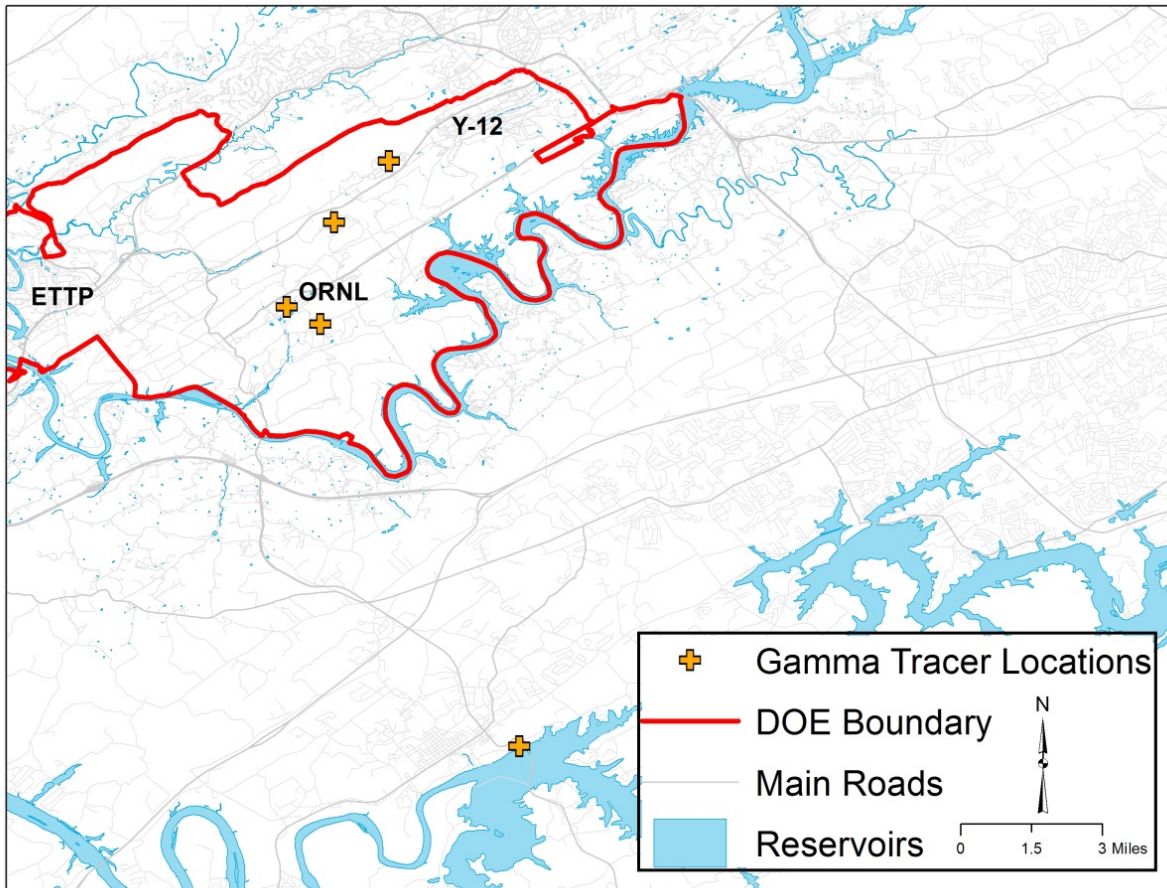 Y-12
ETTP
ORNL
Gamma Tracer Locations
DOE Boundary
Main Roads
Reservoirs
N
0 1.5 3 Miles